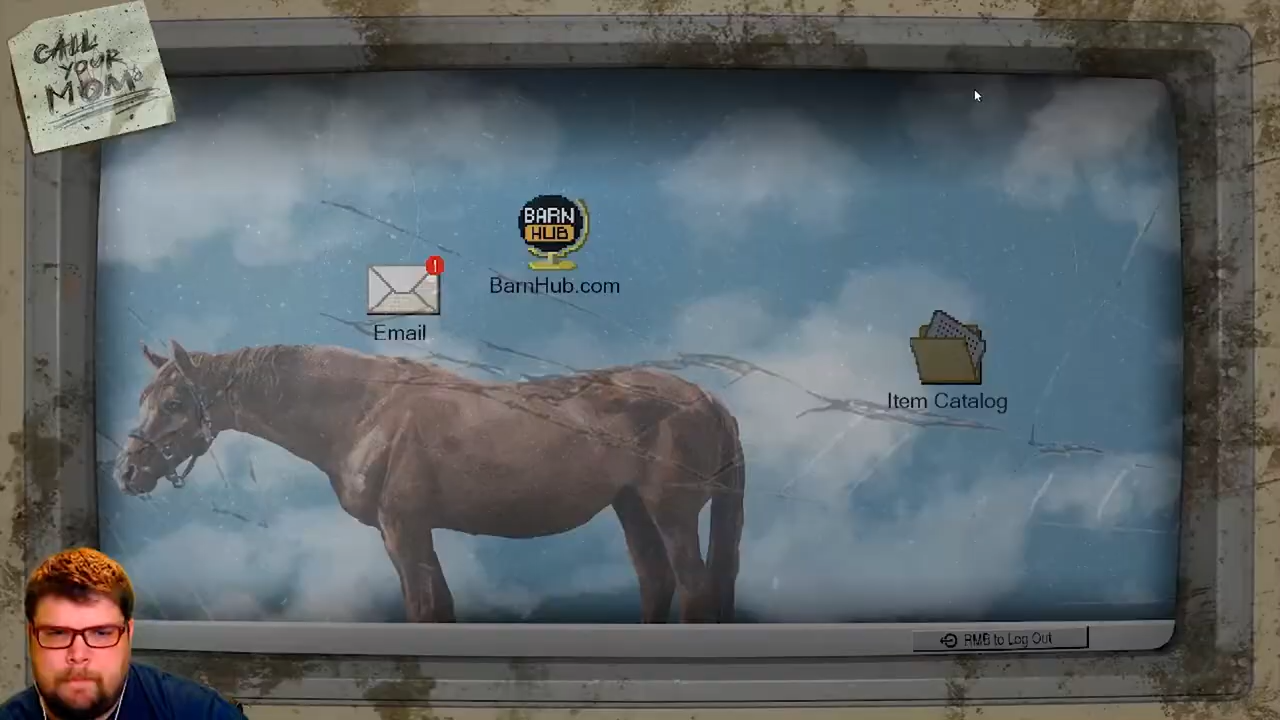 CALL
YOUR
MOM
BARN
HUB
BarnHub.com
!
Email
Item Catalog
RMB to Log Out